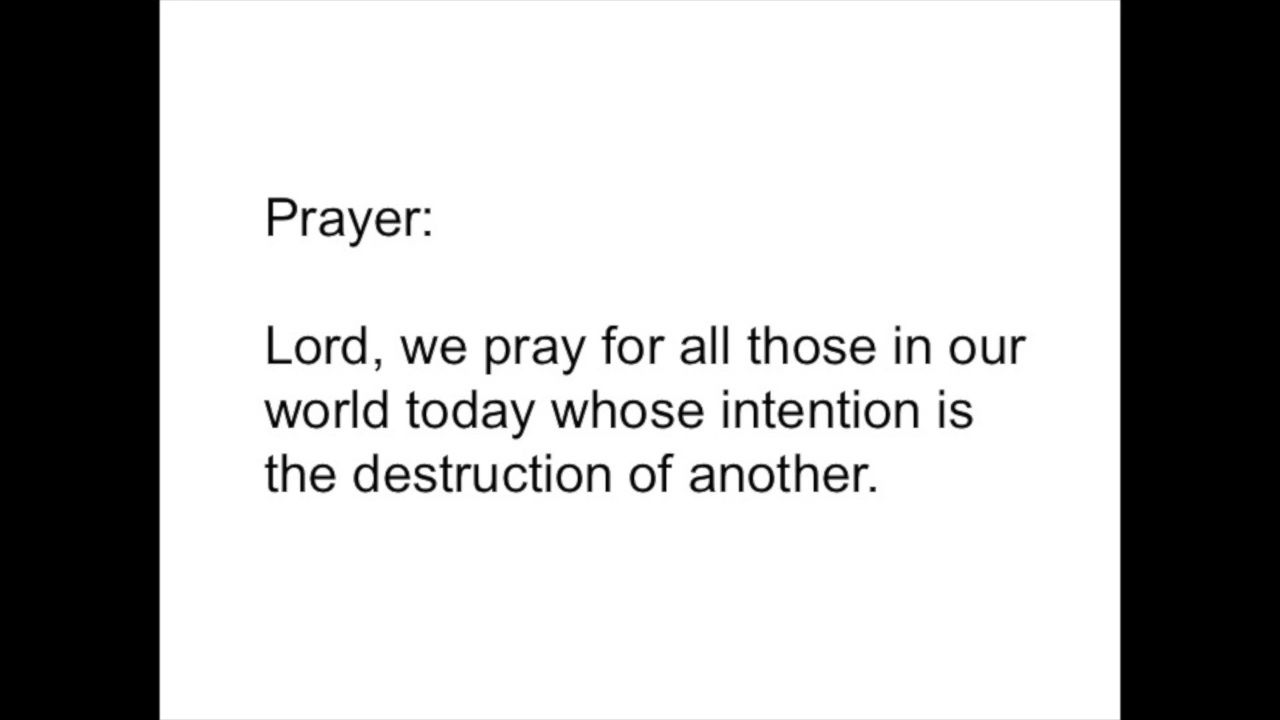 Prayer:
Lord, we pray for all those in our
world today whose intention is
the destruction of another.